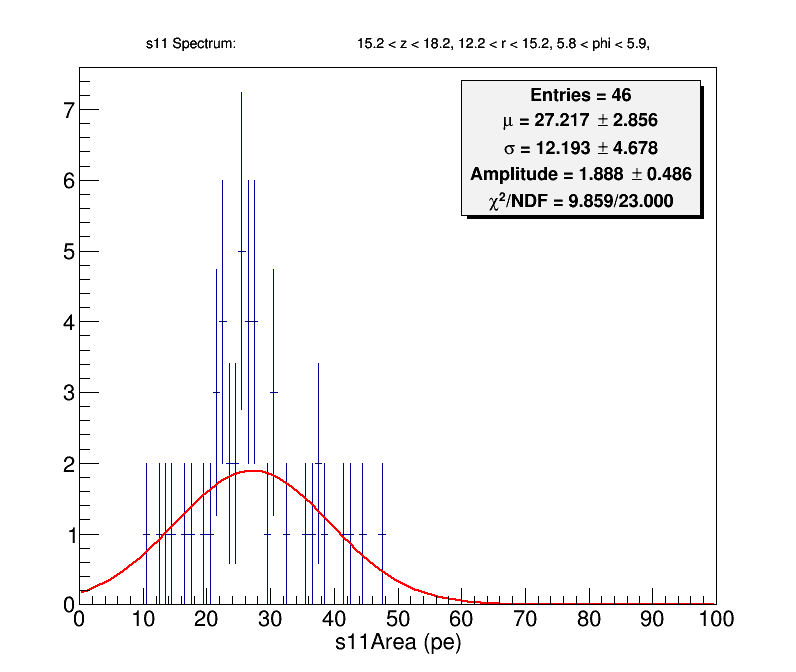 s11 Spectrum: 15.2 < z < 18.2, 12.2 < r < 15.2, 5.8 < phi < 5.9,
Entries = 46
μ = 27.217 ± 2.856
σ = 12.193 ± 4.678
Amplitude = 1.888 ± 0.486
χ²/NDF = 9.859/23.000
7
6
5
4
3
2
1
0
0 10 20 30 40 50 60 70 80 90 100
s11Area (pe)